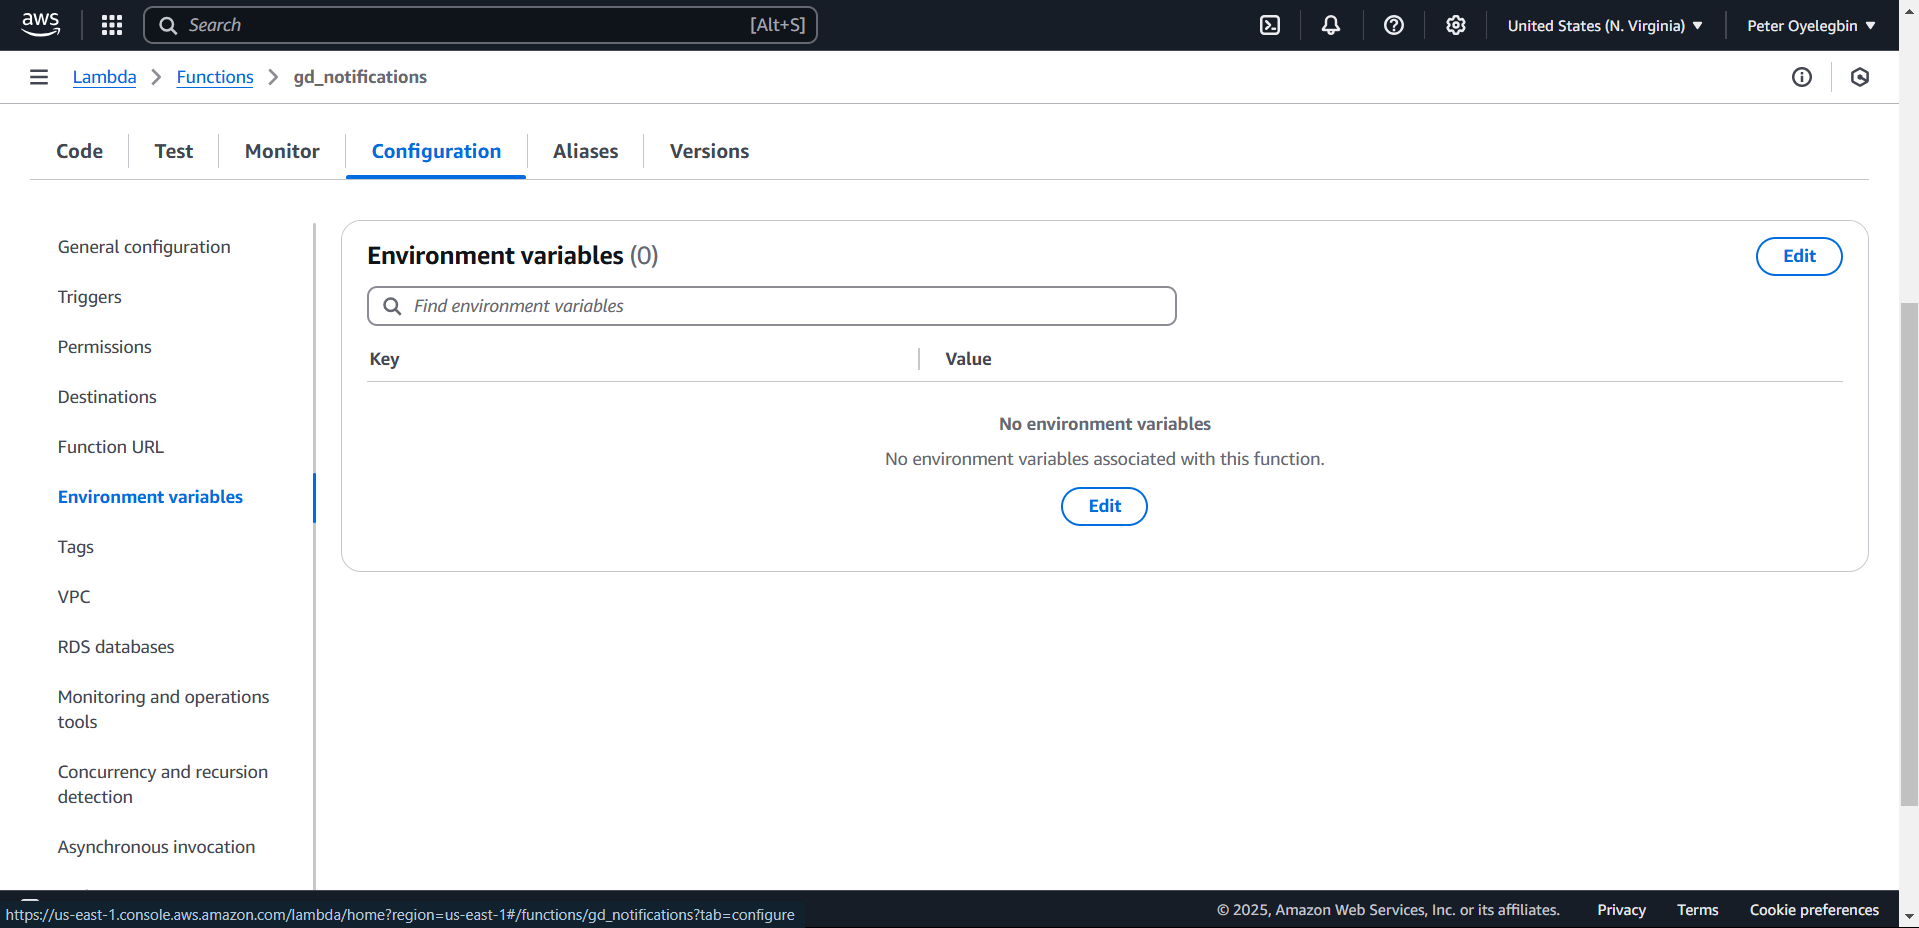 aws
Search [Alt+S]
United States (N. Virginia)
Peter Oyelegbin
Lambda
Functions
gd_notifications
Code
Test
Monitor
Configuration
Aliases
Versions
General configuration
Triggers
Permissions
Destinations
Function URL
Environment variables
Tags
VPC
RDS databases
Monitoring and operations
tools
Concurrency and recursion
detection
Asynchronous invocation
Environment variables (0)
Edit
Find environment variables
Key
Value
No environment variables
No environment variables associated with this function.
Edit
https://us-east-1.console.aws.amazon.com/lambda/home?region=us-east-1#/functions/gd_notifications?tab=configure
© 2025, Amazon Web Services, Inc. or its affiliates.
Privacy
Terms
Cookie preferences